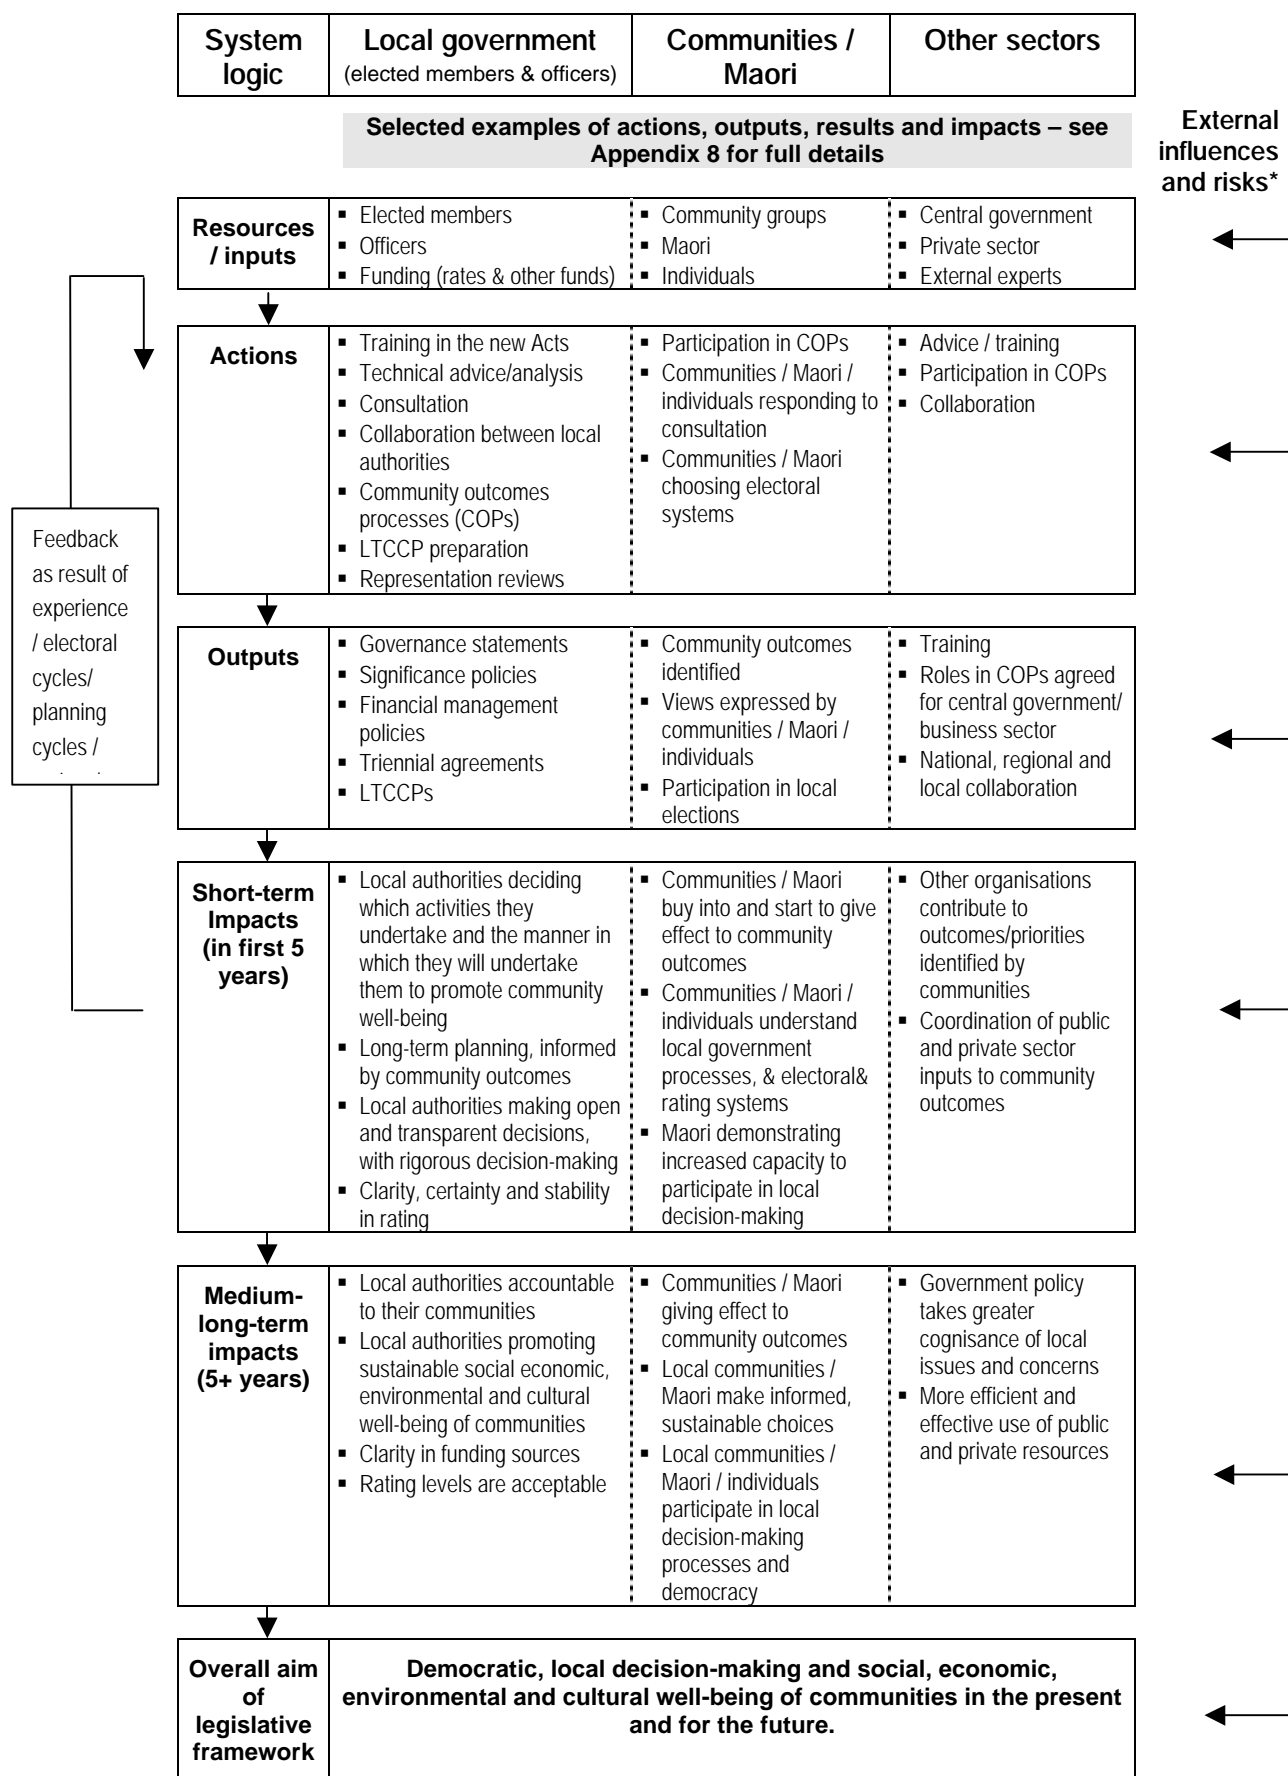 System
logic
Local government
(elected members & officers)
Communities /
Maori
Other sectors
Selected examples of actions, outputs, results and impacts – see
Appendix 8 for full details
External
influences
and risks*
Resources
/ inputs
▪ Elected members
▪ Officers
▪ Funding (rates & other funds)
▪ Community groups
▪ Maori
▪ Individuals
▪ Central government
▪ Private sector
▪ External experts
Actions
▪ Training in the new Acts
▪ Technical advice/analysis
▪ Consultation
▪ Collaboration between local
authorities
▪ Community outcomes
processes (COPs)
▪ LTCCP preparation
▪ Representation reviews
▪ Participation in COPs
▪ Communities / Maori /
individuals responding to
consultation
▪ Communities / Maori
choosing electoral
systems
▪ Advice / training
▪ Participation in COPs
▪ Collaboration
Feedback
as result of
experience
/ electoral
cycles/
planning
cycles /
Outputs
▪ Governance statements
▪ Significance policies
▪ Financial management
policies
▪ Triennial agreements
▪ LTCCPs
▪ Community outcomes
identified
▪ Views expressed by
communities / Maori /
individuals
▪ Participation in local
elections
▪ Training
▪ Roles in COPs agreed
for central government/
business sector
▪ National, regional and
local collaboration
Short-term
Impacts
(in first 5
years)
▪ Local authorities deciding
which activities they
undertake and the manner in
which they will undertake
them to promote community
well-being
▪ Long-term planning, informed
by community outcomes
▪ Local authorities making open
and transparent decisions,
with rigorous decision-making
▪ Clarity, certainty and stability
in rating
▪ Communities / Maori
buy into and start to give
effect to community
outcomes
▪ Communities / Maori /
individuals understand
local government
processes, & electoral&
rating systems
▪ Maori demonstrating
increased capacity to
participate in local
decision-making
▪ Other organisations
contribute to
outcomes/priorities
identified by
communities
▪ Coordination of public
and private sector
inputs to community
outcomes
Medium-
long-term
impacts
(5+ years)
▪ Local authorities accountable
to their communities
▪ Local authorities promoting
sustainable social economic,
environmental and cultural
well-being of communities
▪ Clarity in funding sources
▪ Rating levels are acceptable
▪ Communities / Maori
giving effect to
community outcomes
▪ Local communities /
Maori make informed,
sustainable choices
▪ Local communities /
Maori / individuals
participate in local
decision-making
processes and
democracy
▪ Government policy
takes greater
cognisance of local
issues and concerns
▪ More efficient and
effective use of public
and private resources
Overall aim
of
legislative
framework
Democratic, local decision-making and social, economic,
environmental and cultural well-being of communities in the present
and for the future.